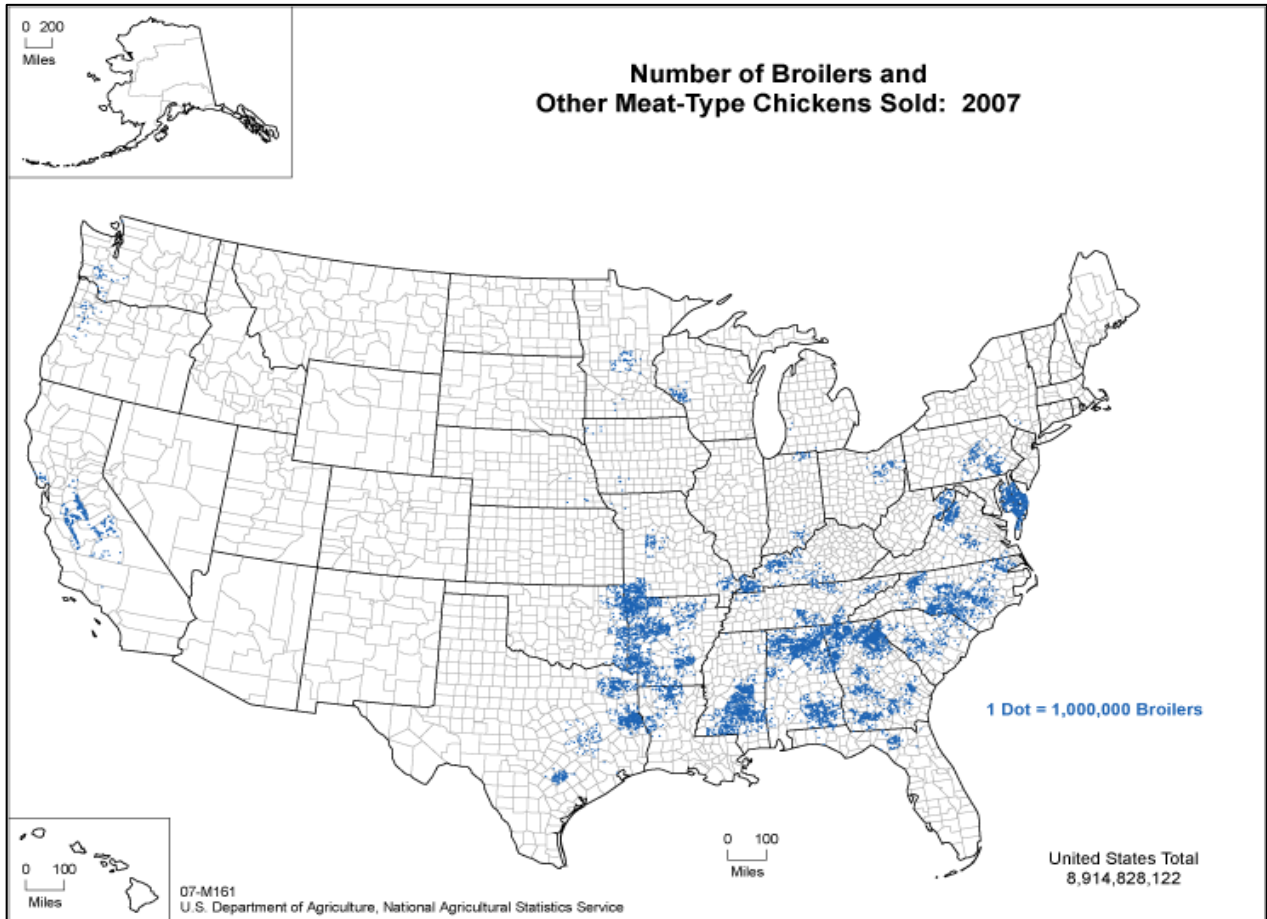 0 200
Miles
Number of Broilers and
Other Meat-Type Chickens Sold: 2007
1 Dot = 1,000,000 Broilers
0 100
Miles
United States Total
8,914,828,122
0 100
Miles
07-M161
U.S. Department of Agriculture, National Agricultural Statistics Service